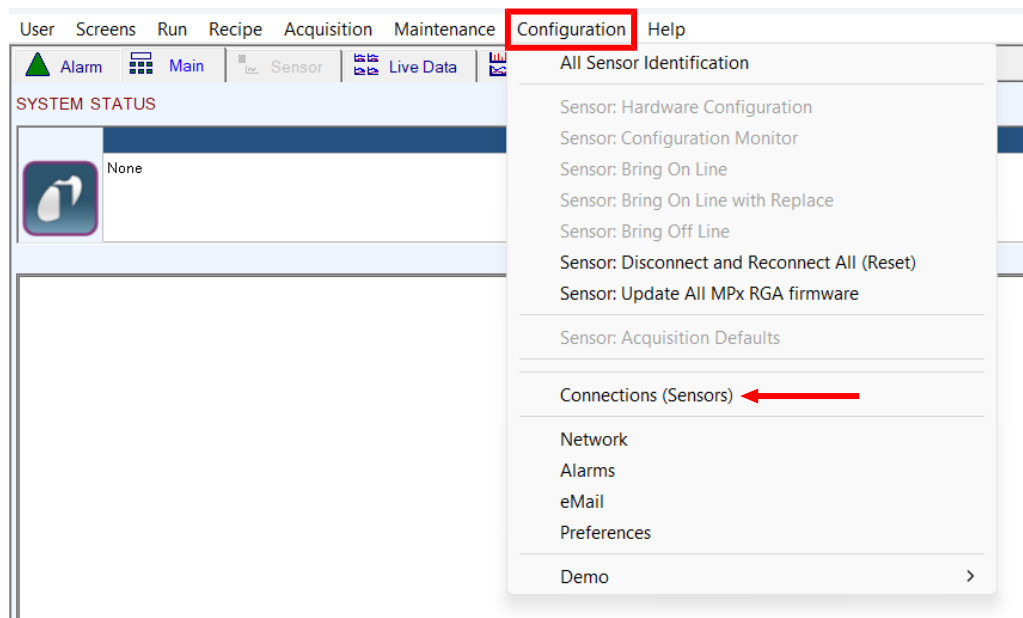 User Screens Run Recipe Acquisition Maintenance Configuration Help
Alarm Main Sensor Live Data
SYSTEM STATUS
None
All Sensor Identification
Sensor: Hardware Configuration
Sensor: Configuration Monitor
Sensor: Bring On Line
Sensor: Bring On Line with Replace
Sensor: Bring Off Line
Sensor: Disconnect and Reconnect All (Reset)
Sensor: Update All MPx RGA firmware
Sensor: Acquisition Defaults
Connections (Sensors)
Network
Alarms
eMail
Preferences
Demo